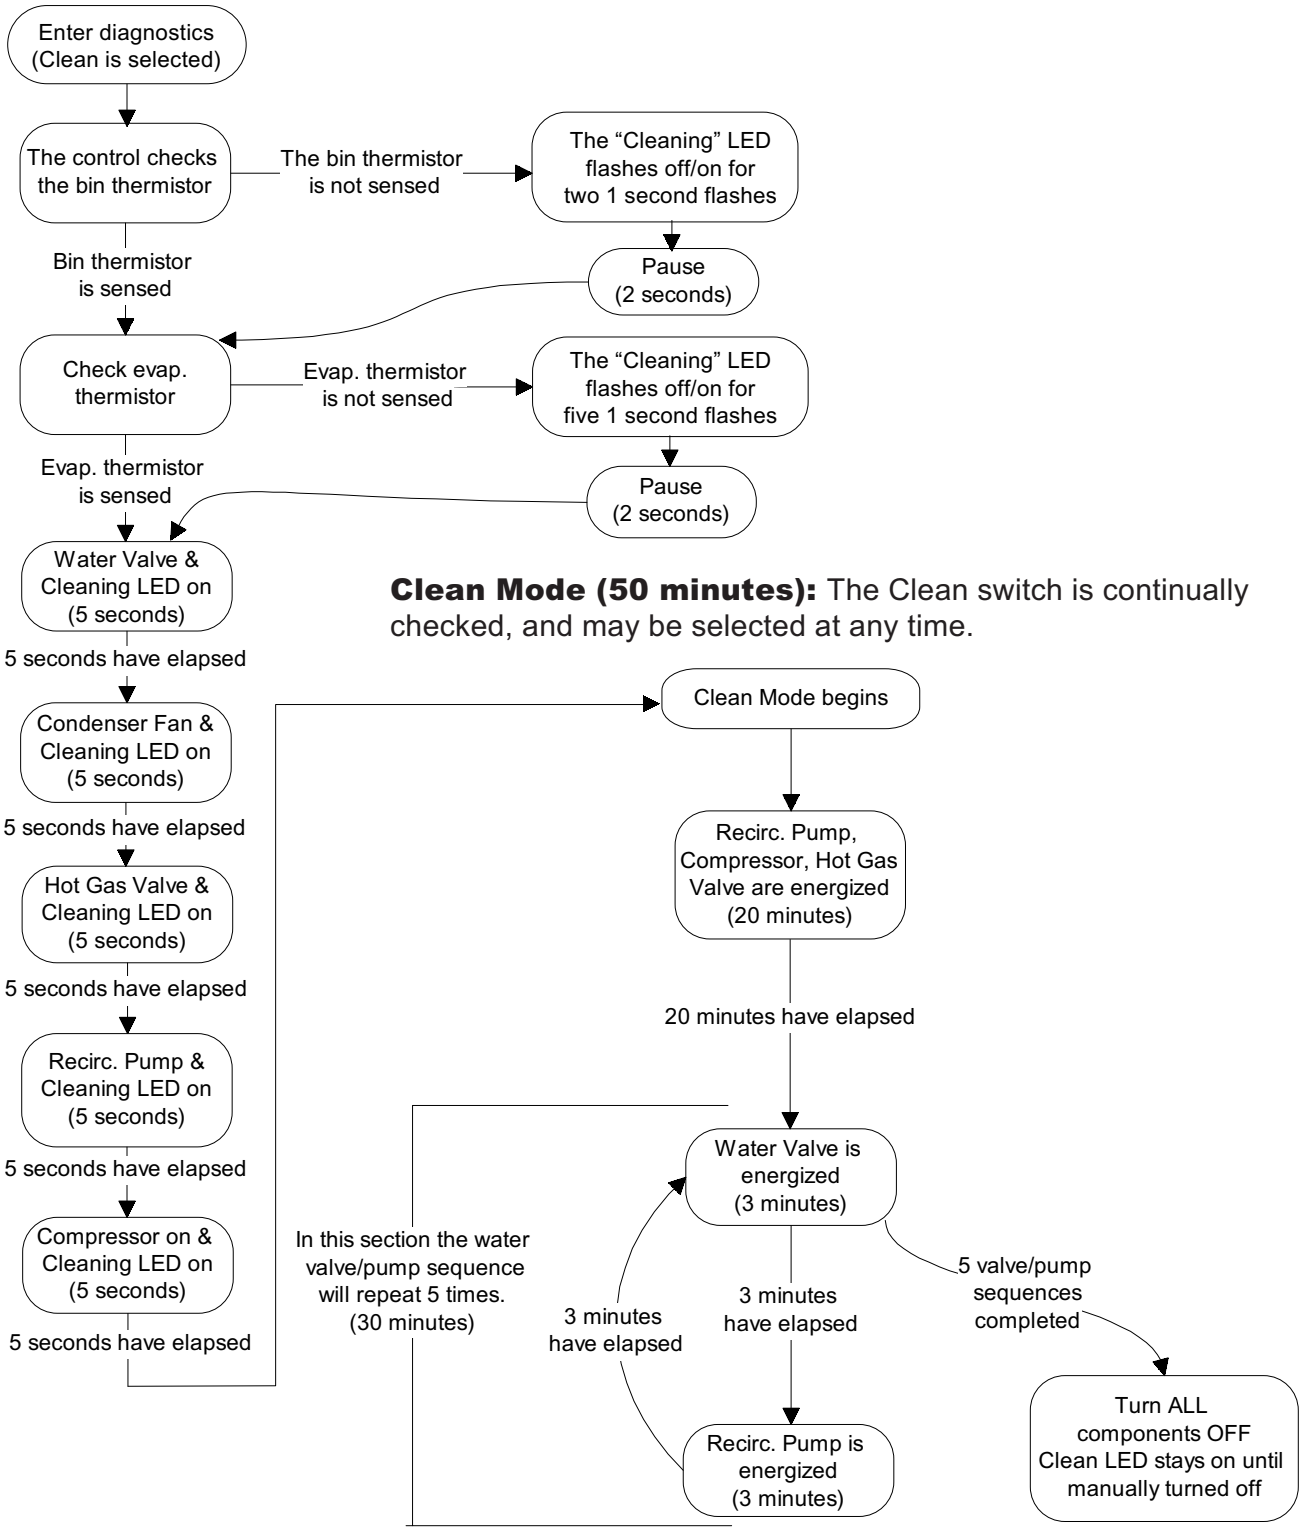 Enter diagnostics
(Clean is selected)
The control checks
the bin thermistor
The bin thermistor
is not sensed
The “Cleaning” LED
flashes off/on for
two 1 second flashes
Pause
(2 seconds)
Bin thermistor
is sensed
Check evap.
thermistor
Evap. thermistor
is not sensed
The “Cleaning” LED
flashes off/on for
five 1 second flashes
Pause
(2 seconds)
Evap. thermistor
is sensed
Water Valve &
Cleaning LED on
(5 seconds)
5 seconds have elapsed
Condenser Fan &
Cleaning LED on
(5 seconds)
5 seconds have elapsed
Hot Gas Valve &
Cleaning LED on
(5 seconds)
5 seconds have elapsed
Recirc. Pump &
Cleaning LED on
(5 seconds)
5 seconds have elapsed
Compressor on &
Cleaning LED on
(5 seconds)
5 seconds have elapsed
Clean Mode (50 minutes): The Clean switch is continually
checked, and may be selected at any time.
Clean Mode begins
Recirc. Pump,
Compressor, Hot Gas
Valve are energized
(20 minutes)
20 minutes have elapsed
Water Valve is
energized
(3 minutes)
In this section the water
valve/pump sequence
will repeat 5 times.
(30 minutes)
3 minutes
have elapsed
3 minutes
have elapsed
5 valve/pump
sequences
completed
Recirc. Pump is
energized
(3 minutes)
Turn ALL
components OFF
Clean LED stays on until
manually turned off